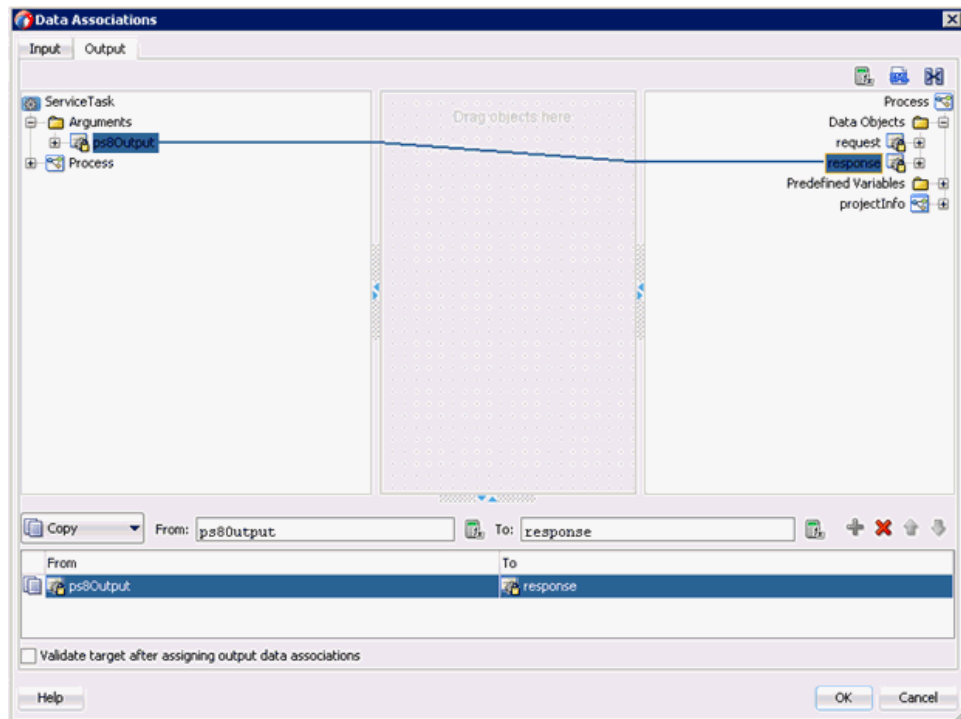 Data Associations
Input Output
ServiceTask
Arguments
ps8Output
Process
Drag objects here
Process
Data Objects
request
response
Predefined Variables
projectInfo
Copy From: ps8Output To: response
From To
ps8Output response
Validate target after assigning output data associations
Help OK Cancel